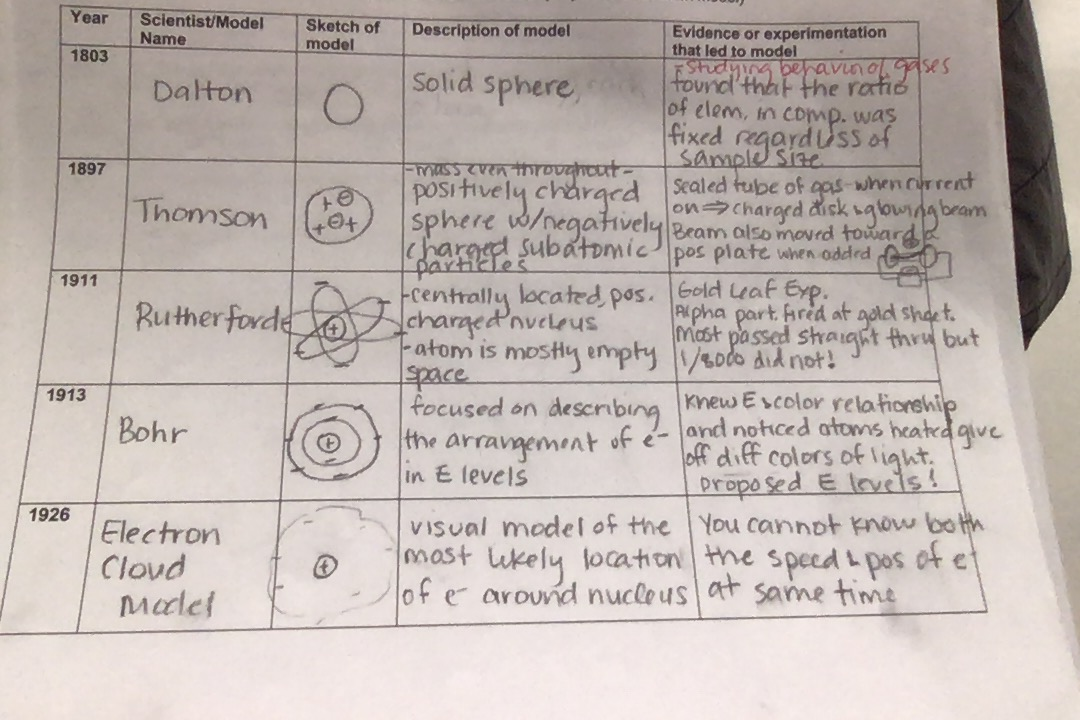 Year
Scientist/Model
Name
Sketch of
model
Description of model
Evidence or experimentation
that led to model
1803
Dalton
Solid sphere
-studying behavior of gases
found that the ratio
of elem. in comp. was
fixed regardless of
sample size
1897
Thomson
+ ⊖
+ ⊖ +
-mass even throughout-
positively charged
sphere w/negatively
charged subatomic
particles
sealed tube of gas-when current
on ⇒ charged disk & glowing beam
Beam also moved toward a
pos plate when added
1911
Rutherford
+
-centrally located, pos.
charged nucleus
-atom is mostly empty
space
Gold Leaf Exp.
Alpha part. fired at gold sheet.
Most passed straight thru but
1/8000 did not!
1913
Bohr
+
focused on describing
the arrangement of e-
in E levels
Knew E & color relationship
and noticed atoms heated give
off diff colors of light.
proposed E levels!
1926
Electron
Cloud
Model
+
visual model of the
most likely location
of e- around nucleus
You cannot know both
the speed & pos of e-
at same time